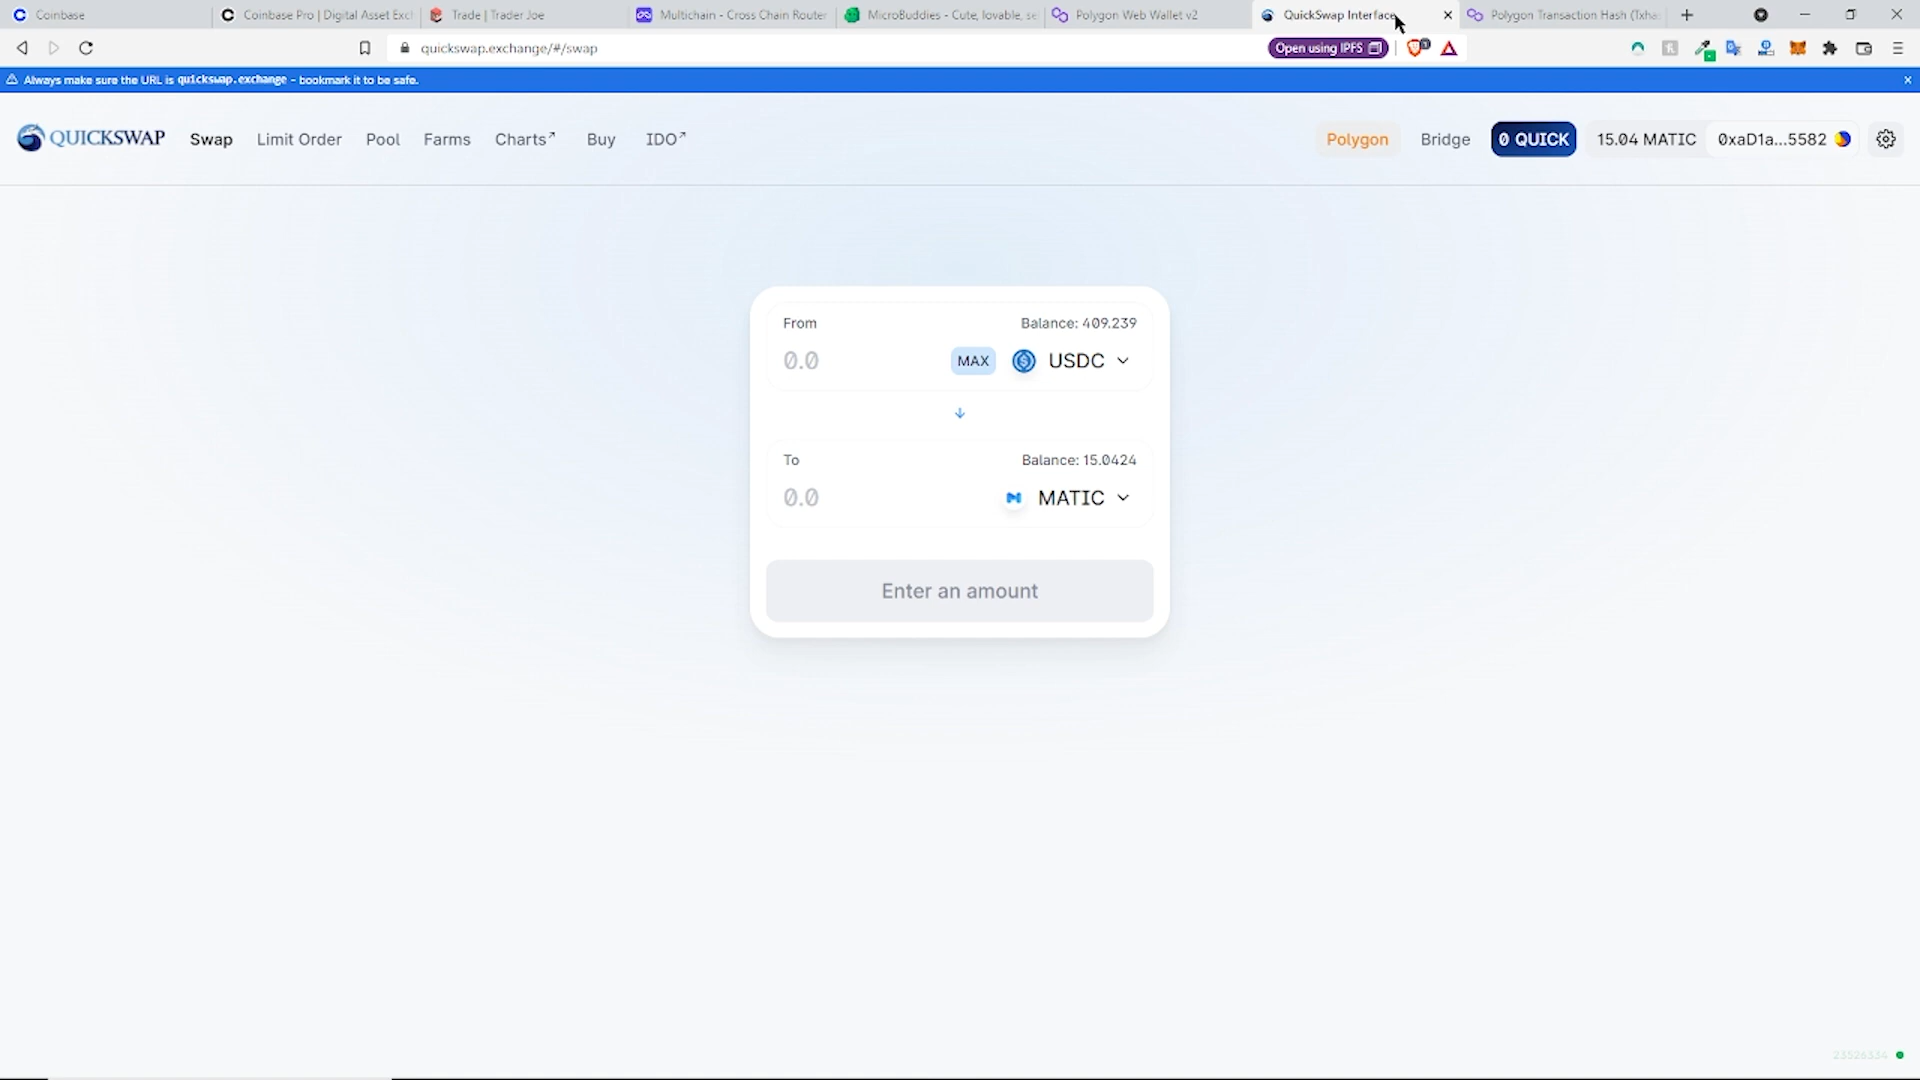 Coinbase
Coinbase Pro | Digital Asset Excl
Trade | Trader Joe
Multichain - Cross Chain Router
MicroBuddies - Cute, lovable, se
Polygon Web Wallet v2
QuickSwap Interface
Polygon Transaction Hash (Txha
quickswap.exchange/#/swap
Open using IPFS
Always make sure the URL is quickswap.exchange - bookmark it to be safe.
QUICKSWAP
Swap
Limit Order
Pool
Farms
Charts↗
Buy
IDO↗
Polygon
Bridge
0 QUICK
15.04 MATIC
0xaD1a...5582
From
Balance: 409.239
0.0
MAX
USDC
To
Balance: 15.0424
0.0
MATIC
Enter an amount
23526334